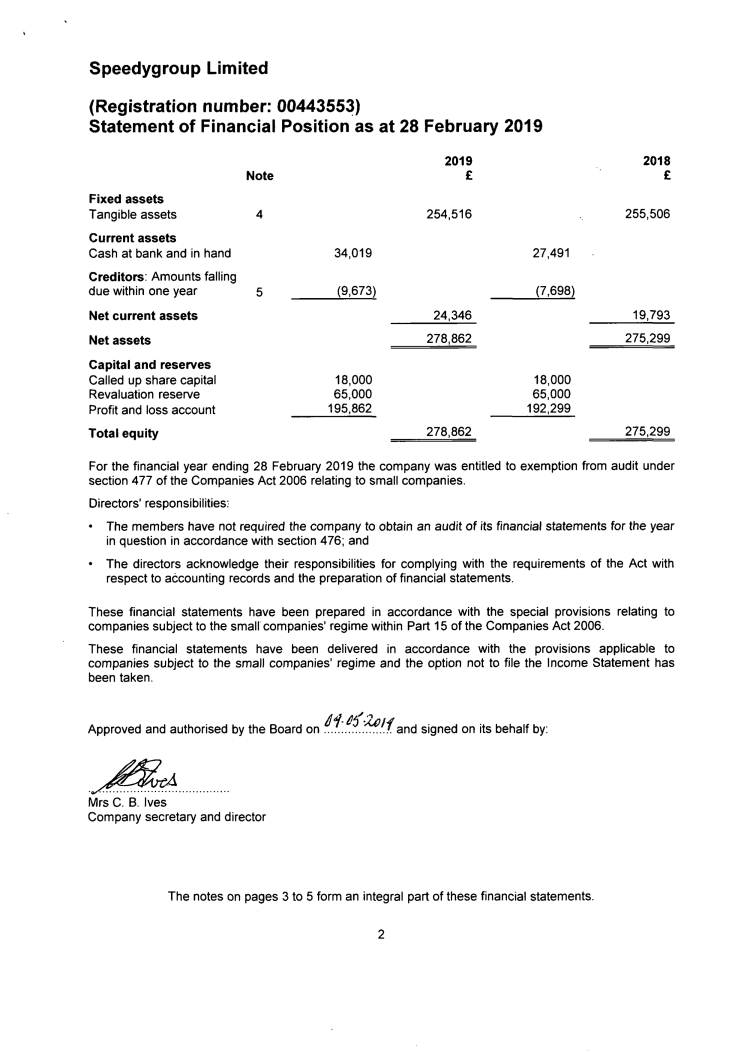 Speedygroup Limited
(Registration number: 00443553)
Statement of Financial Position as at 28 February 2019
2019 2018
Note £ £
Fixed assets
Tangible assets 4 254,516 255,506
Current assets
Cash at bank and in hand 34,019 27,491
Creditors: Amounts falling
due within one year 5 (9,673) (7,698)
Net current assets 24,346 19,793
Net assets 278,862 275,299
Capital and reserves
Called up share capital 18,000 18,000
Revaluation reserve 65,000 65,000
Profit and loss account 195,862 192,299
Total equity 278,862 275,299
For the financial year ending 28 February 2019 the company was entitled to exemption from audit under
section 477 of the Companies Act 2006 relating to small companies.
Directors' responsibilities:
• The members have not required the company to obtain an audit of its financial statements for the year
in question in accordance with section 476; and
• The directors acknowledge their responsibilities for complying with the requirements of the Act with
respect to accounting records and the preparation of financial statements.
These financial statements have been prepared in accordance with the special provisions relating to
companies subject to the small companies' regime within Part 15 of the Companies Act 2006.
These financial statements have been delivered in accordance with the provisions applicable to
companies subject to the small companies' regime and the option not to file the Income Statement has
been taken.
Approved and authorised by the Board on 09.05.2019 and signed on its behalf by:
Mrs C. B. Ives
Company secretary and director
The notes on pages 3 to 5 form an integral part of these financial statements.
2